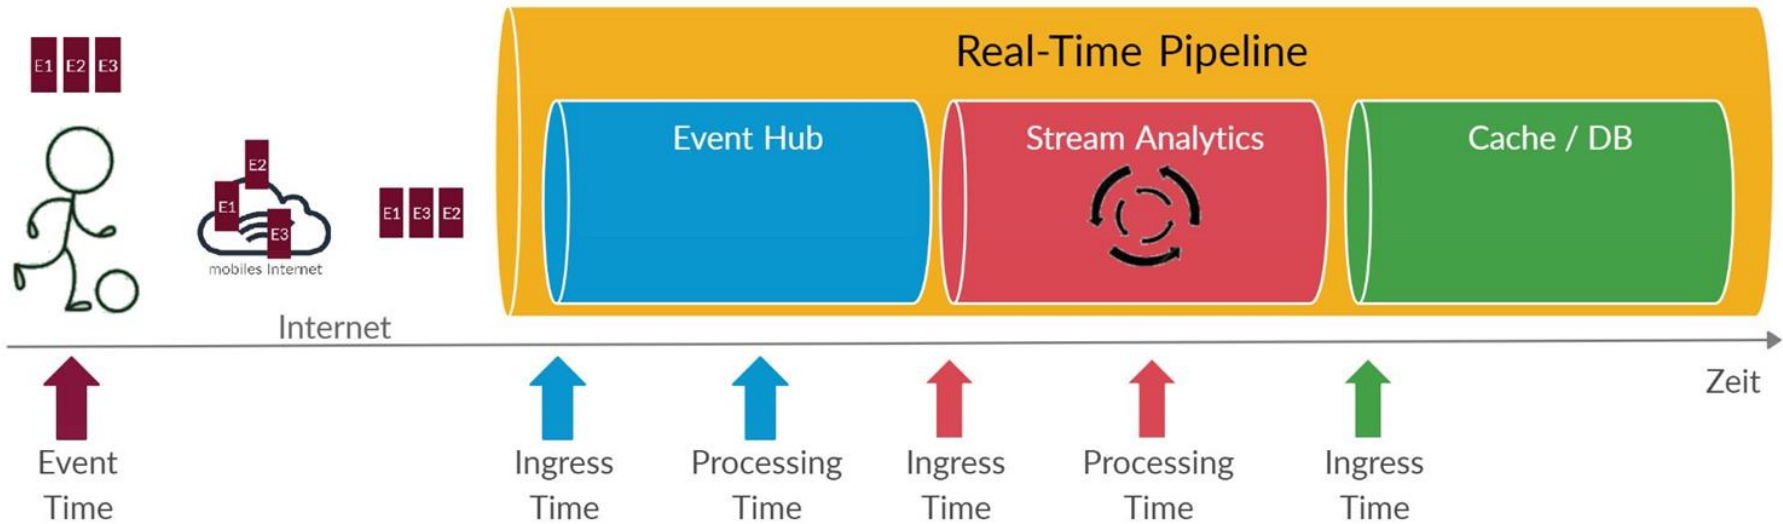 Real-Time Pipeline
E1 E2 E3
Event Hub
Stream Analytics
Cache / DB
E2
E1
E3
E1 E3 E2
mobiles Internet
Internet
Zeit
Event
Time
Ingress
Time
Processing
Time
Ingress
Time
Processing
Time
Ingress
Time